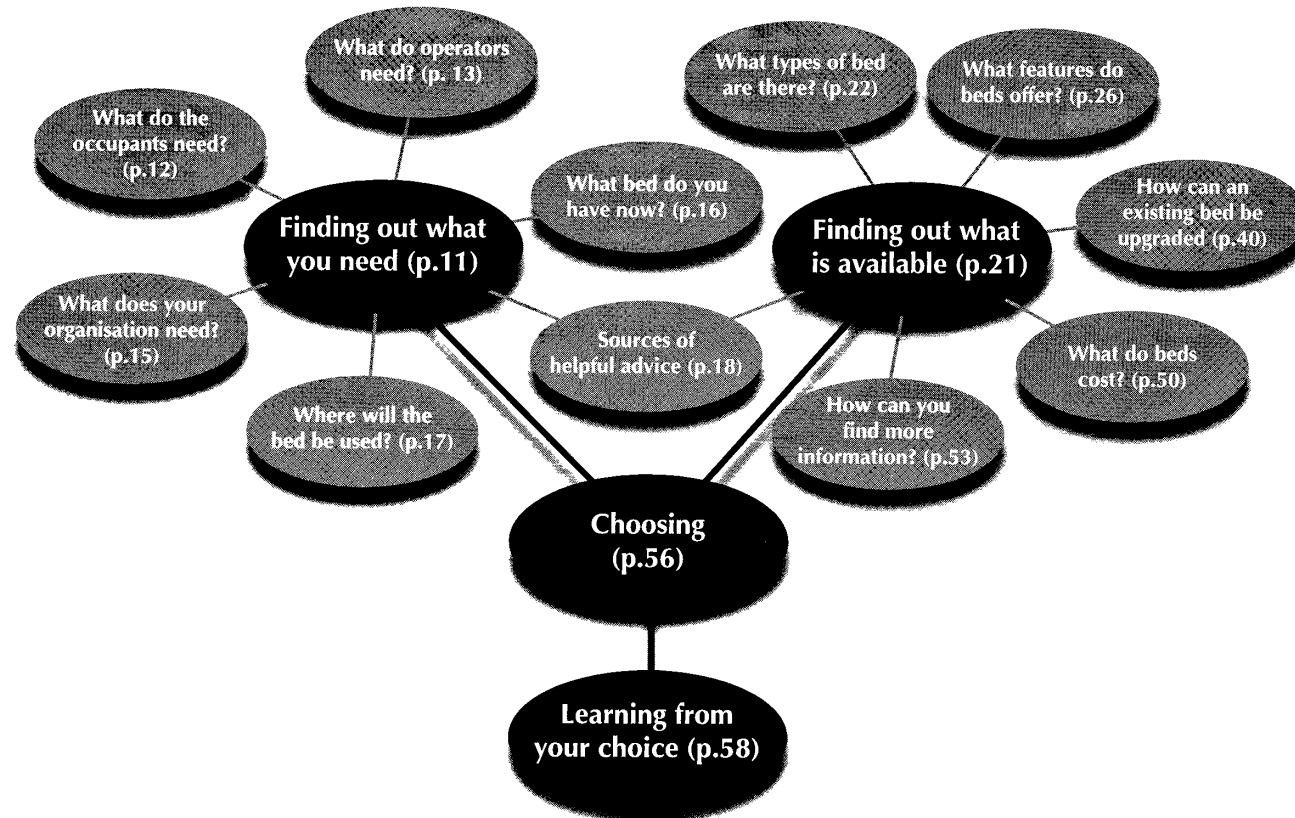 What do operators
need? (p. 13)
What types of bed
are there? (p.22)
What features do
beds offer? (p.26)
What do the
occupants need?
(p.12)
What bed do you
have now? (p.16)
How can an
existing bed be
upgraded (p.40)
Finding out what
you need (p.11)
Finding out what
is available (p.21)
What does your
organisation need?
(p.15)
Sources of
helpful advice (p.18)
What do beds
cost? (p.50)
Where will the
bed be used? (p.17)
How can you
find more
information? (p.53)
Choosing
(p.56)
Learning from
your choice (p.58)